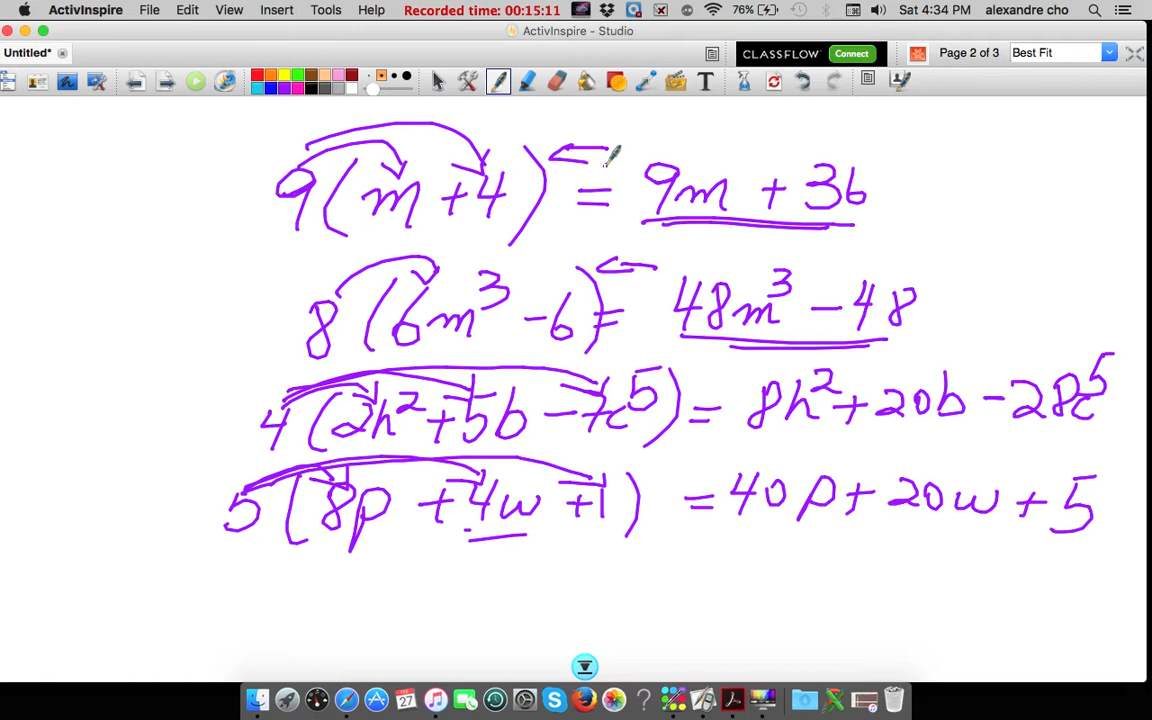 ActivInspire File Edit View Insert Tools Help Recorded time: 00:15:11 76% Sat 4:34 PM alexandre cho
ActivInspire - Studio
Untitled* CLASSFLOW Connect Page 2 of 3 Best Fit
9(m+4) = 9m + 36
8(6m³-6) = 48m³ - 48
4(2h²+5b-7c⁵) = 8h²+20b-28c⁵
5(8p+4w+1) = 40p+20w+5
SAT
27